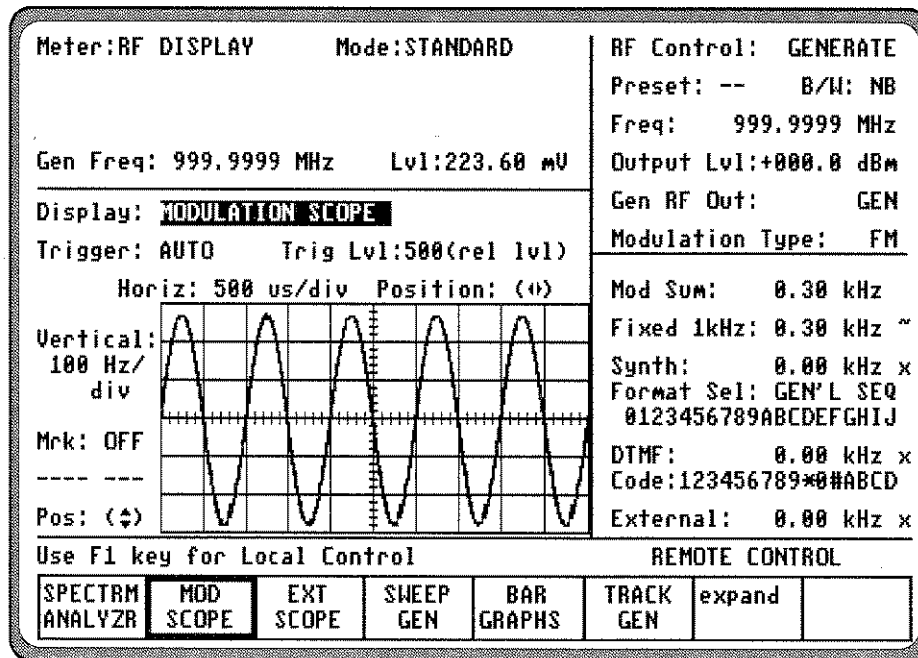 Meter:RF DISPLAY Mode:STANDARD
Gen Freq: 999.9999 MHz Lvl:223.60 mV
RF Control: GENERATE
Preset: -- B/W: NB
Freq: 999.9999 MHz
Output Lvl:+000.0 dBm
Gen RF Out: GEN
Modulation Type: FM
Display: MODULATION SCOPE
Trigger: AUTO Trig Lvl:500(rel lvl)
Horiz: 500 us/div Position: (↔)
Vertical:
100 Hz/
div
Mrk: OFF
---- ---
Pos: (↕)
Mod Sum: 0.30 kHz
Fixed 1kHz: 0.30 kHz ~
Synth: 0.00 kHz x
Format Sel: GEN'L SEQ
0123456789ABCDEFGHIJ
DTMF: 0.00 kHz x
Code:123456789*0#ABCD
External: 0.00 kHz x
Use F1 key for Local Control REMOTE CONTROL
SPECTRM
ANALYZR
MOD
SCOPE
EXT
SCOPE
SWEEP
GEN
BAR
GRAPHS
TRACK
GEN
expand